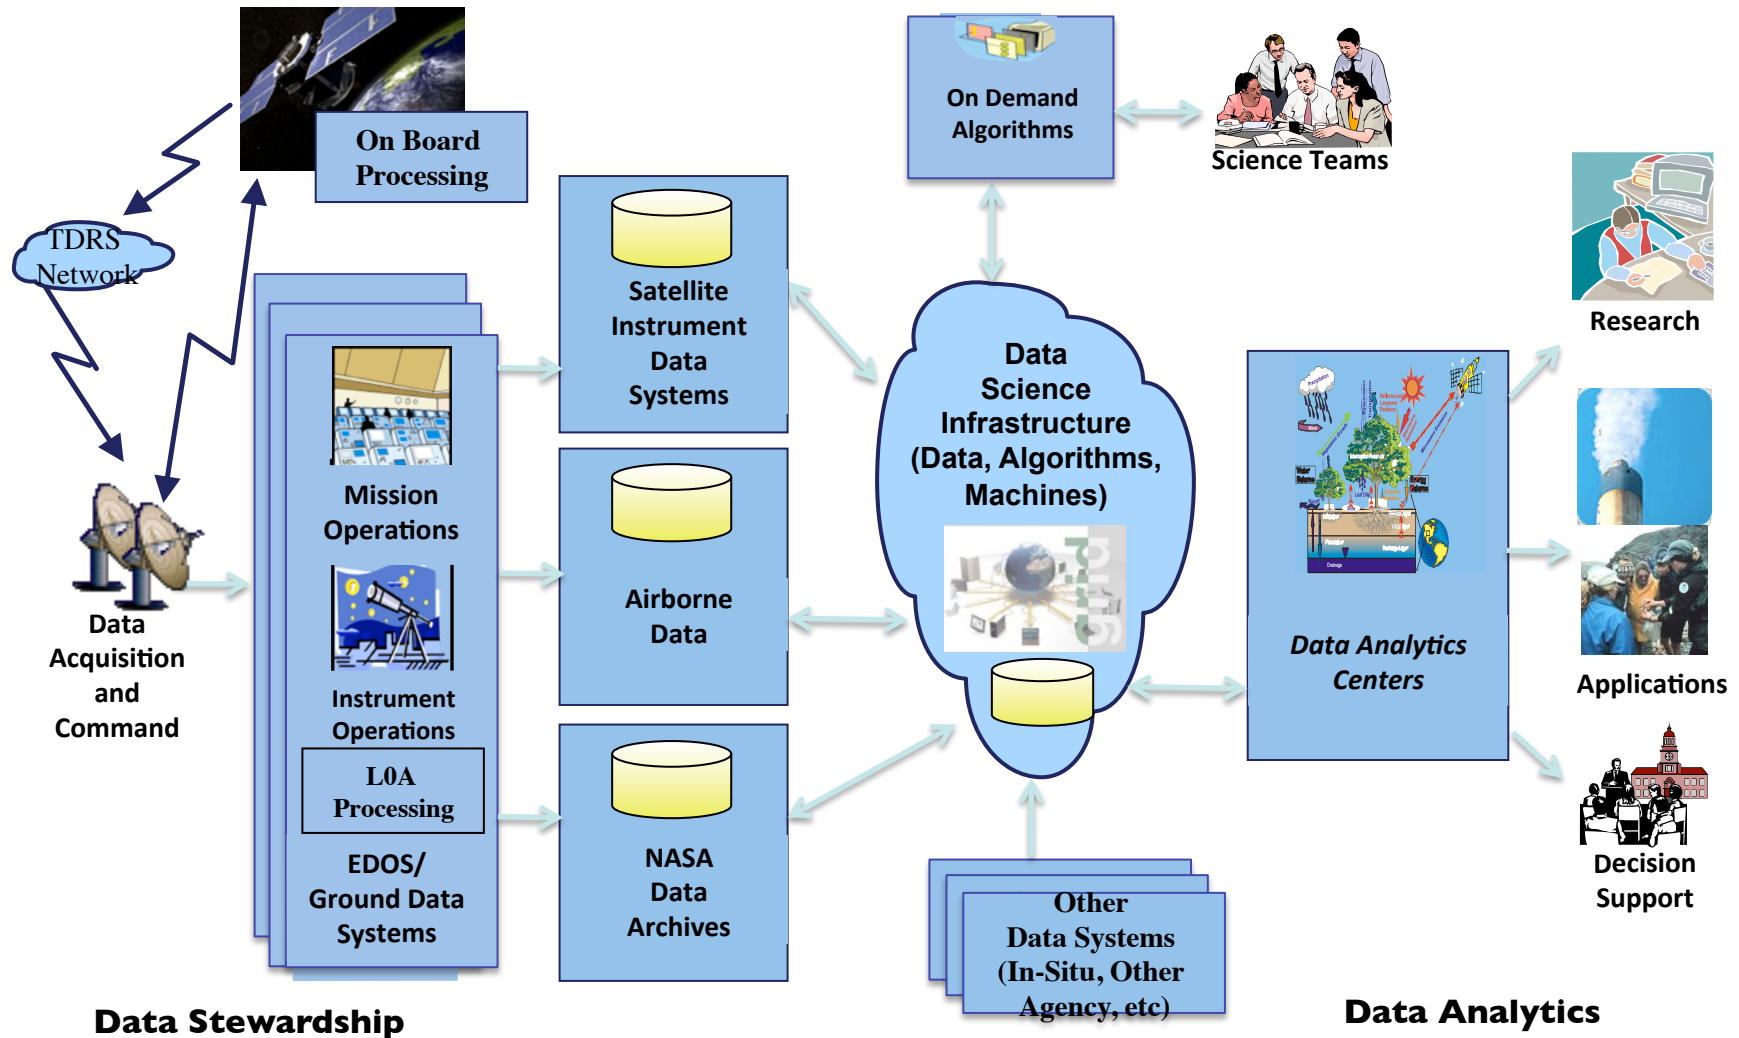 On Board
Processing
TDRS
Network
Data
Acquisition
and
Command
Mission
Operations
Instrument
Operations
L0A
Processing
EDOS/
Ground Data
Systems
Satellite
Instrument
Data
Systems
Airborne
Data
NASA
Data
Archives
On Demand
Algorithms
Science Teams
Data
Science
Infrastructure
(Data, Algorithms,
Machines)
grid
Other
Data Systems
(In-Situ, Other
Agency, etc)
Precipitation
Drainage
Data Analytics
Centers
Research
Applications
Decision
Support
Data Stewardship
Data Analytics